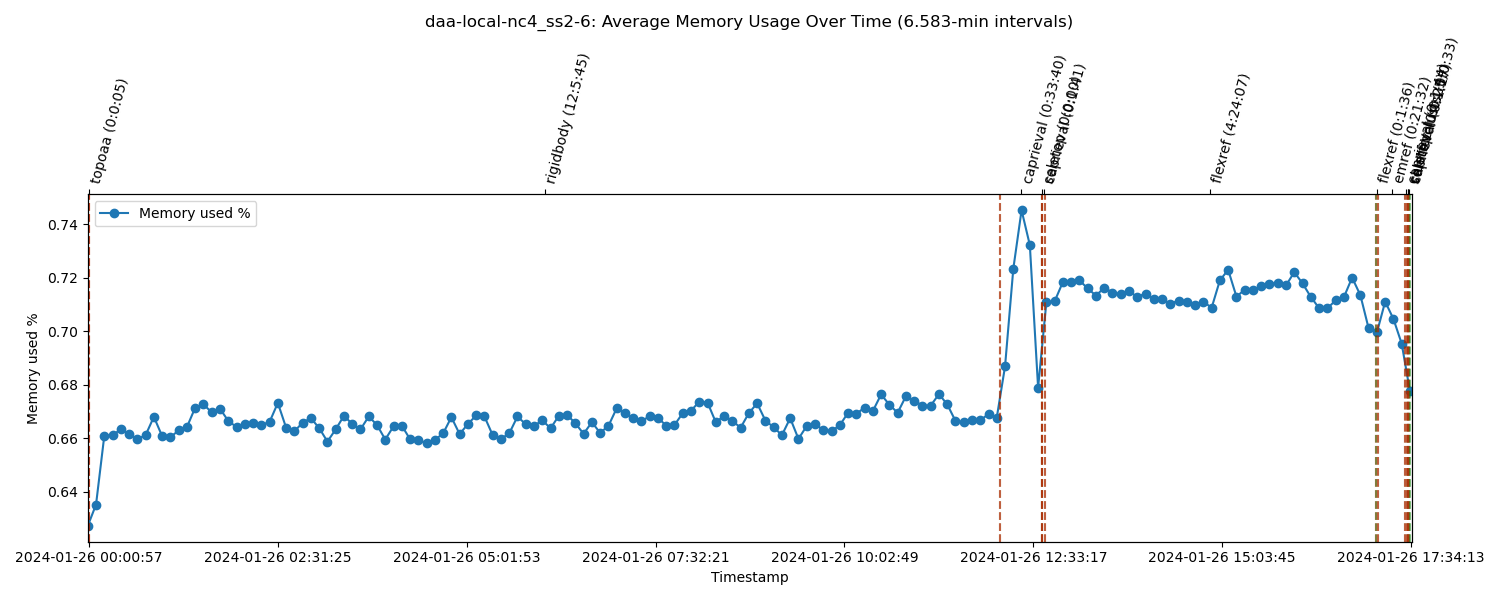 daa-local-nc4_ss2-6: Average Memory Usage Over Time (6.583-min intervals)
topoaa (0:0:05)
rigidbody (12:5:45)
caprieval (0:33:40)
flexref (4:24:07)
flexref (0:1:36)
emref (0:21:32)
Memory used %
0.74
0.72
0.70
0.68
0.66
0.64
Memory used %
2024-01-26 00:00:57
2024-01-26 02:31:25
2024-01-26 05:01:53
2024-01-26 07:32:21
2024-01-26 10:02:49
2024-01-26 12:33:17
2024-01-26 15:03:45
2024-01-26 17:34:13
Timestamp